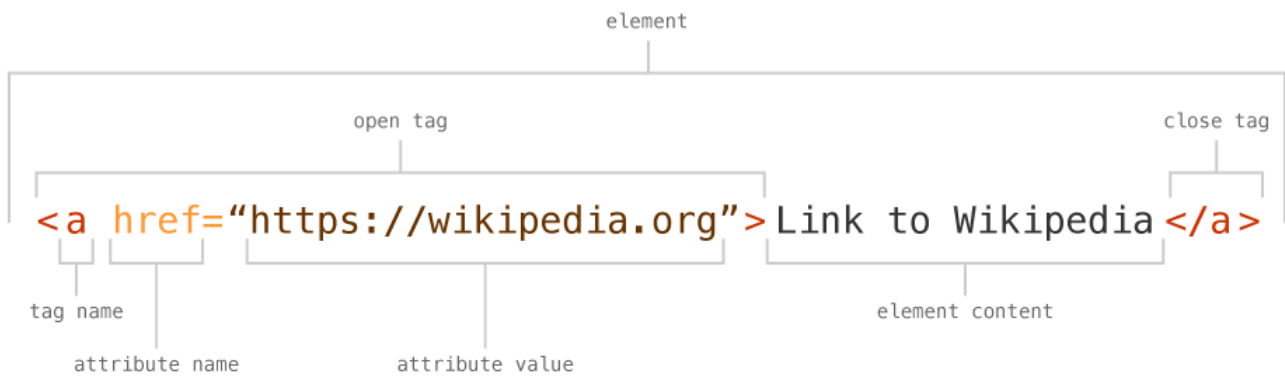 element
open tag
close tag
<a href=“https://wikipedia.org”>Link to Wikipedia</a>
tag name
element content
attribute name
attribute value